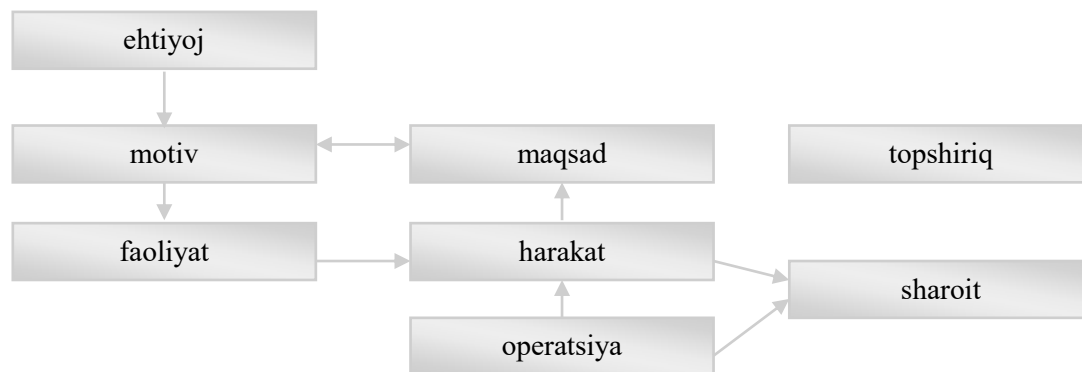 ehtiyoj
motiv
maqsad
topshiriq
faoliyat
harakat
sharoit
operatsiya